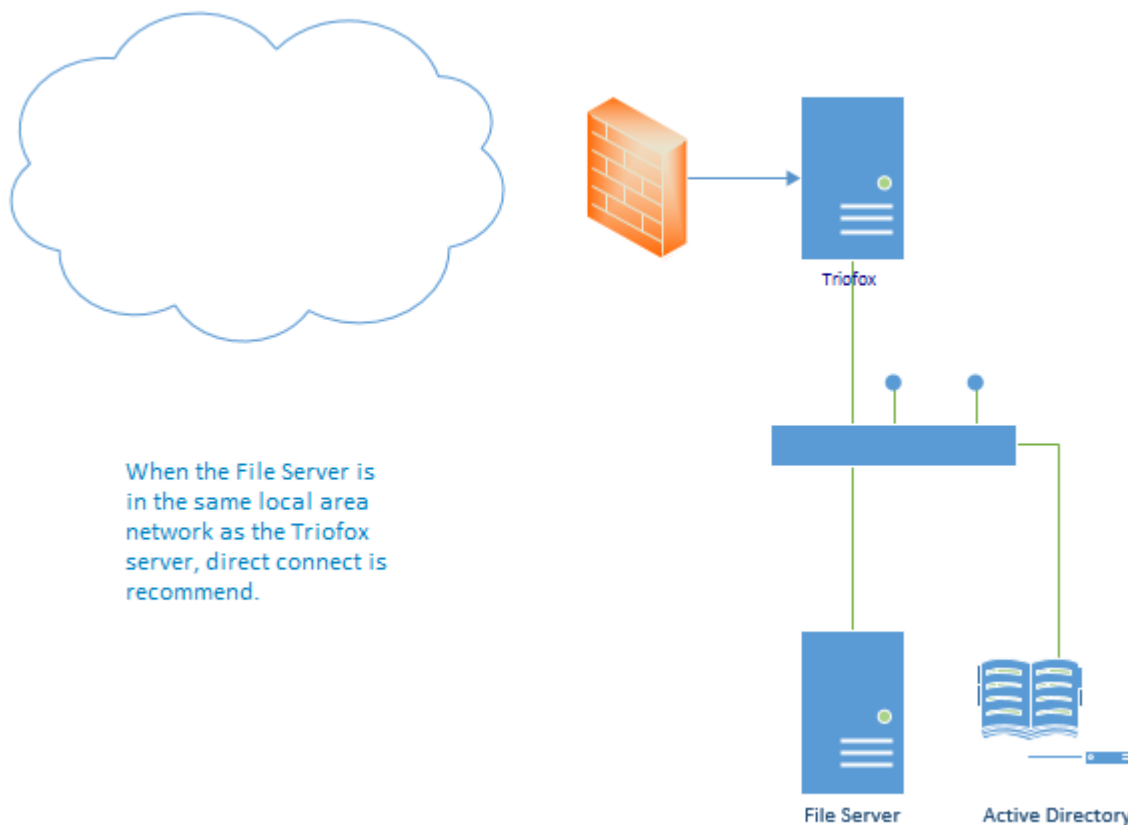 Triofox
When the File Server is
in the same local area
network as the Triofox
server, direct connect is
recommend.
File Server
Active Directory